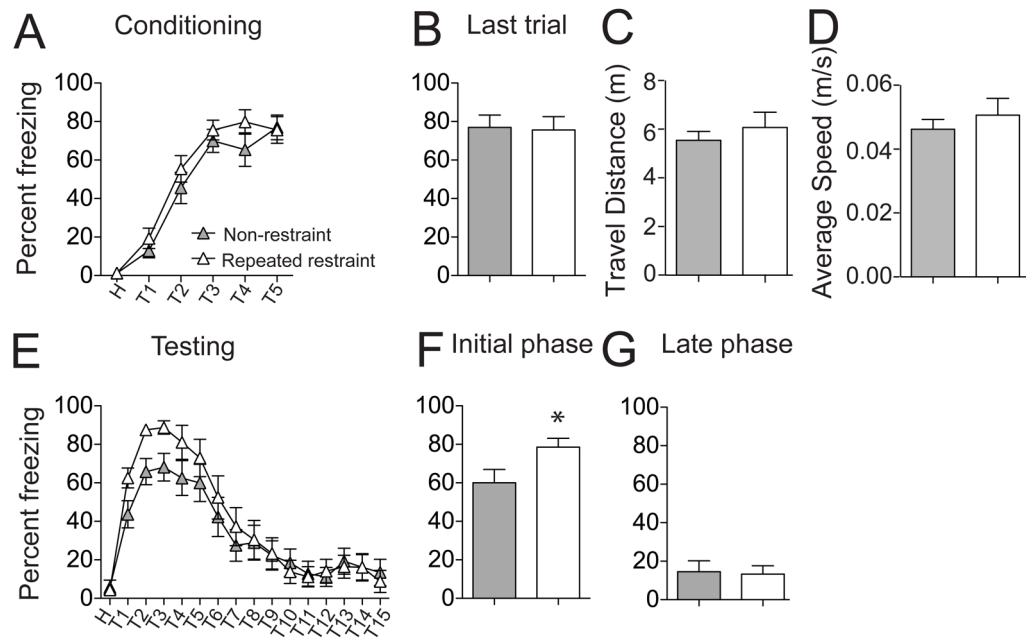 A Conditioning
Percent freezing
100
80
60
40
20
0
H T1 T2 T3 T4 T5
Non-restraint
Repeated restraint
B Last trial
100
80
60
40
20
0
C
Travel Distance (m)
8
6
4
2
0
D
Average Speed (m/s)
0.06
0.04
0.02
0.00
E Testing
Percent freezing
100
80
60
40
20
0
H T1 T2 T3 T4 T5 T6 T7 T8 T9 T10 T11 T12 T13 T14 T15
F Initial phase
100
80
60
40
20
0
*
G Late phase
100
80
60
40
20
0